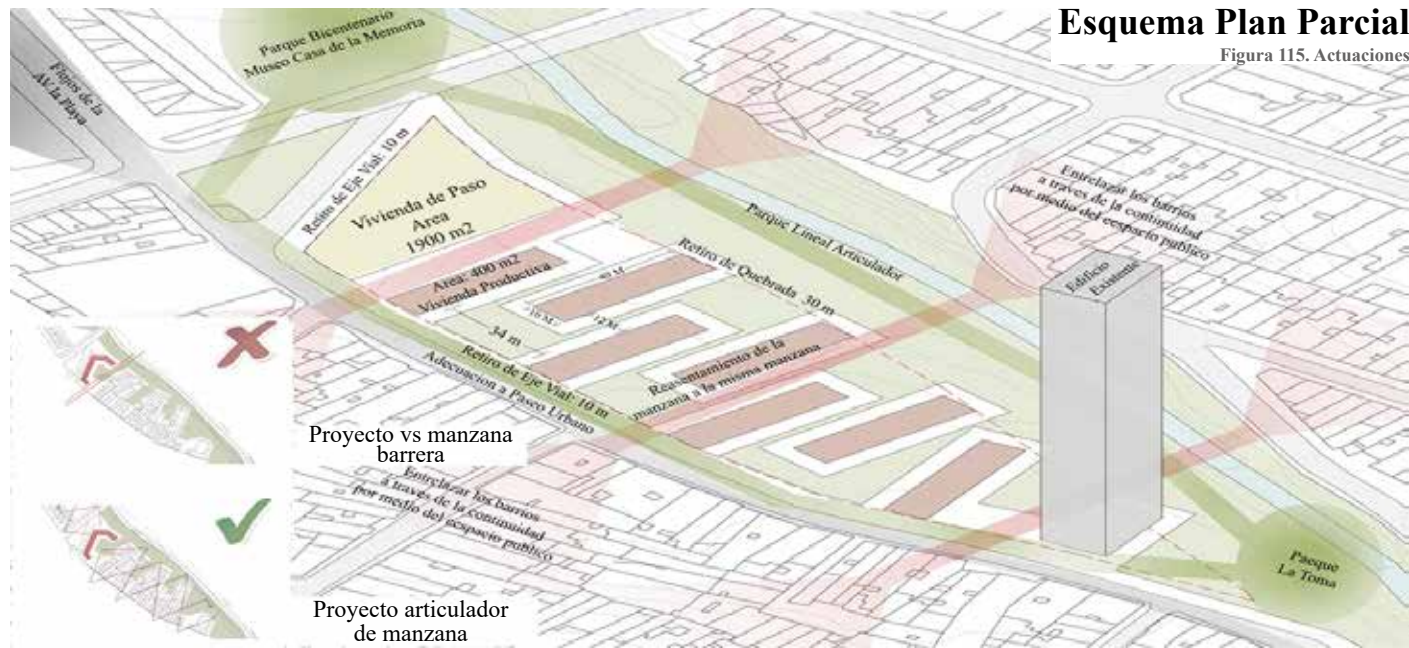 Esquema Plan Parcial
Figura 115. Actuaciones
Parque Bicentenario-
Museo Casa de la Memoria
Flujos de la
AV. la Playa
Retiro de Eje Vial: 10 m
Vivienda de Paso
Area
1900 m2
Area: 400 m2
Vivienda Productiva
12M
34 m
Retiro de Eje Vial: 10 m
Adecuacion a Paseo Urbano
Retiro de Quebrada 30 m
Parque Lineal Articulador
Reasentamiento de la
manzana a la misma manzana
Entrelazar los barrios
a traves de la continuidad
por medio del eespacio publico
Edificio
Existente
Proyecto vs manzana
barrera
Entrelazar los barrios
a través de la continuidad
por medio del eespacio publico
Proyecto articulador
de manzana
Paeque
La Toma